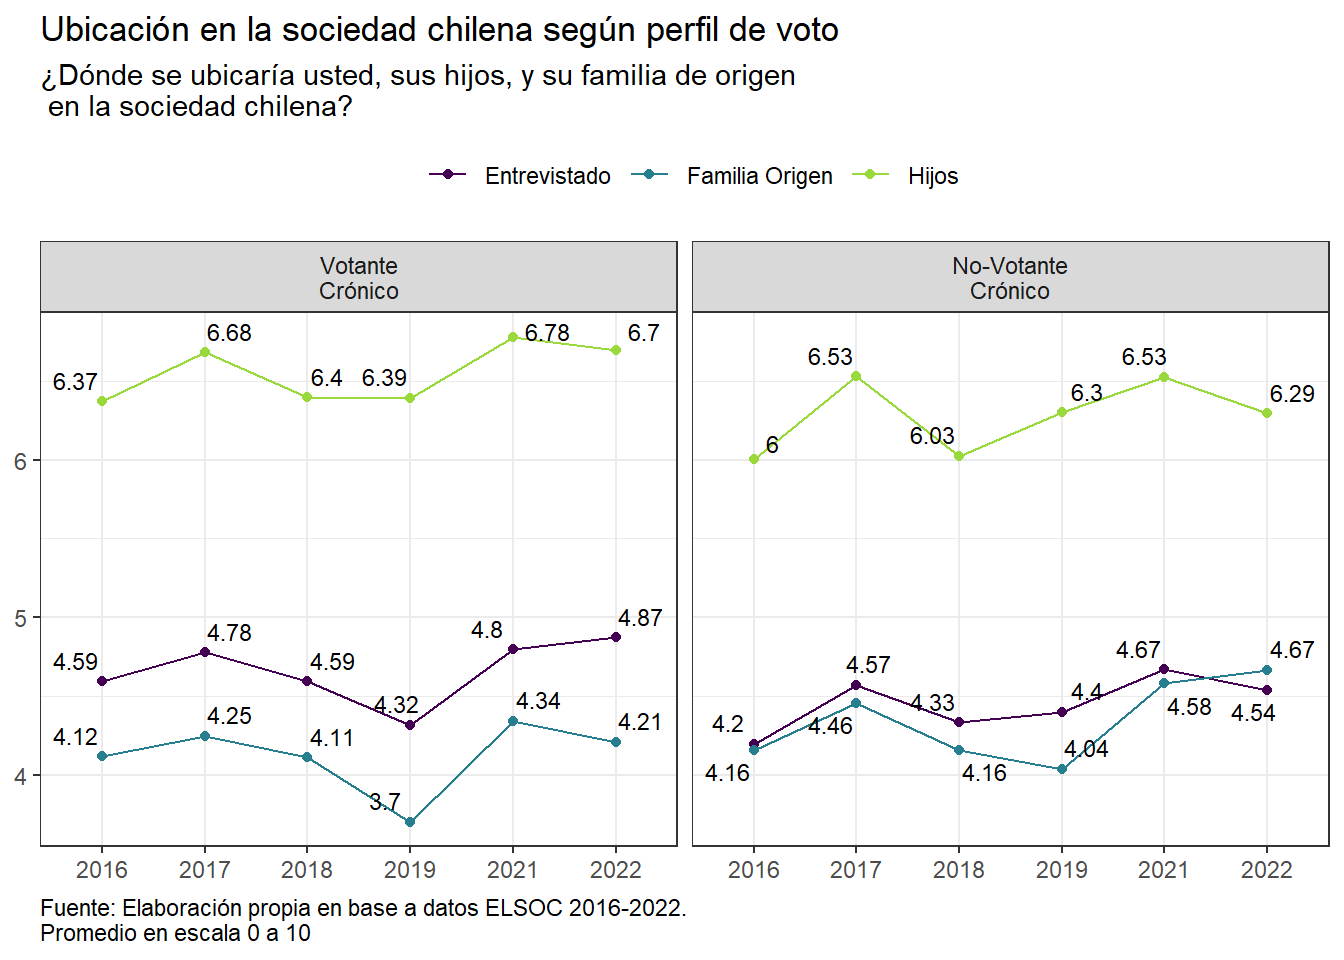 Ubicación en la sociedad chilena según perfil de voto
¿Dónde se ubicaría usted, sus hijos, y su familia de origen
en la sociedad chilena?
Entrevistado Familia Origen Hijos
Votante
Crónico
No-Votante
Crónico
6.37 6.68 6.4 6.39 6.78 6.7
4.59 4.78 4.59 4.32 4.8 4.87
4.12 4.25 4.11 3.7 4.34 4.21
6 6.53 6.03 6.3 6.53 6.29
4.2 4.57 4.33 4.4 4.67 4.54
4.16 4.46 4.16 4.04 4.58 4.67
6
5
4
2016 2017 2018 2019 2021 2022
2016 2017 2018 2019 2021 2022
Fuente: Elaboración propia en base a datos ELSOC 2016-2022.
Promedio en escala 0 a 10